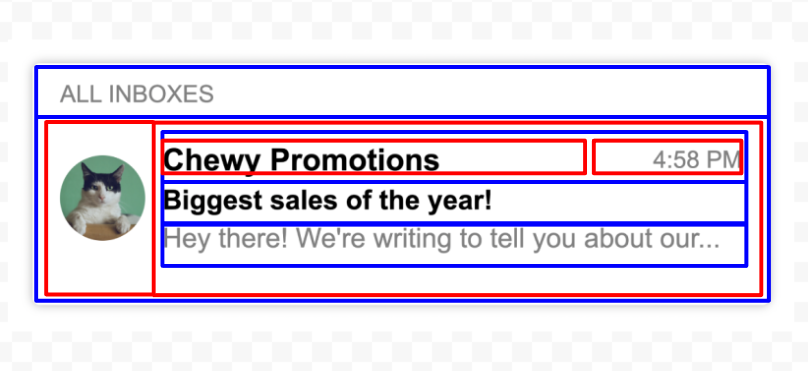 ALL INBOXES
Chewy Promotions 4:58 PM
Biggest sales of the year!
Hey there! We're writing to tell you about our...